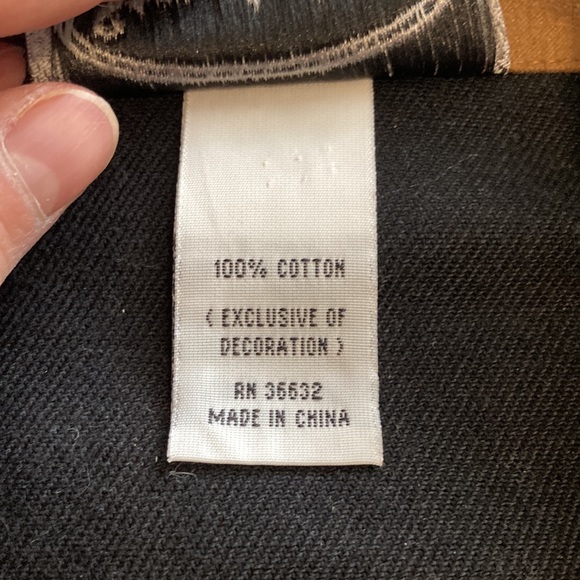 100% COTTON
( EXCLUSIVE OF
DECORATION )
RN 36632
MADE IN CHINA